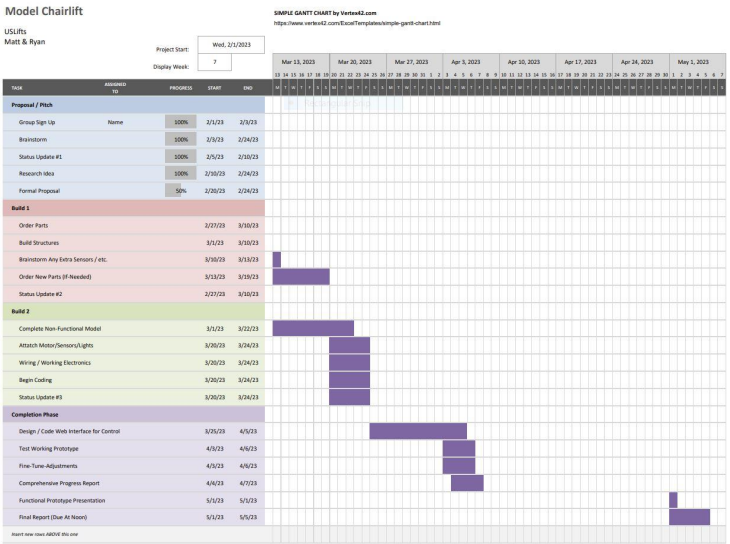 Model Chairlift
SIMPLE GANTT CHART by Vertex42.com
https://www.vertex42.com/ExcelTemplates/simple-gantt-chart.html
USLifts
Matt & Ryan
Project Start: Wed, 2/1/2023
Display Week: 7
Mar 13, 2023 Mar 20, 2023 Mar 27, 2023 Apr 3, 2023 Apr 10, 2023 Apr 17, 2023 Apr 24, 2023 May 1, 2023
13 14 15 16 17 18 19 20 21 22 23 24 25 26 27 28 29 30 31 1 2 3 4 5 6 7 8 9 10 11 12 13 14 15 16 17 18 19 20 21 22 23 24 25 26 27 28 29 30 1 2 3 4 5 6 7
TASK ASSIGNED TO PROGRESS START END M T W T F S S M T W T F S S M T W T F S S M T W T F S S M T W T F S S M T W T F S S M T W T F S S M T W T F S S
Proposal / Pitch
Group Sign Up Name 100% 2/1/23 2/3/23
Brainstorm 100% 2/3/23 2/24/23
Status Update #1 100% 2/5/23 2/10/23
Research Idea 100% 2/10/23 2/24/23
Formal Proposal 50% 2/20/23 2/24/23
Build 1
Order Parts 2/27/23 3/10/23
Build Structures 3/1/23 3/10/23
Brainstorm Any Extra Sensors / etc. 3/10/23 3/13/23
Order New Parts (If-Needed) 3/13/23 3/19/23
Status Update #2 2/27/23 3/10/23
Build 2
Complete Non-Functional Model 3/1/23 3/22/23
Attatch Motor/Sensors/Lights 3/20/23 3/24/23
Wiring / Working Electronics 3/20/23 3/24/23
Begin Coding 3/20/23 3/24/23
Status Update #3 3/20/23 3/24/23
Completion Phase
Design / Code Web Interface for Control 3/25/23 4/5/23
Test Working Prototype 4/3/23 4/6/23
Fine-Tune-Adjustments 4/3/23 4/6/23
Comprehensive Progress Report 4/4/23 4/7/23
Functional Prototype Presentation 5/1/23 5/1/23
Final Report (Due At Noon) 5/1/23 5/5/23
Insert new rows ABOVE this one